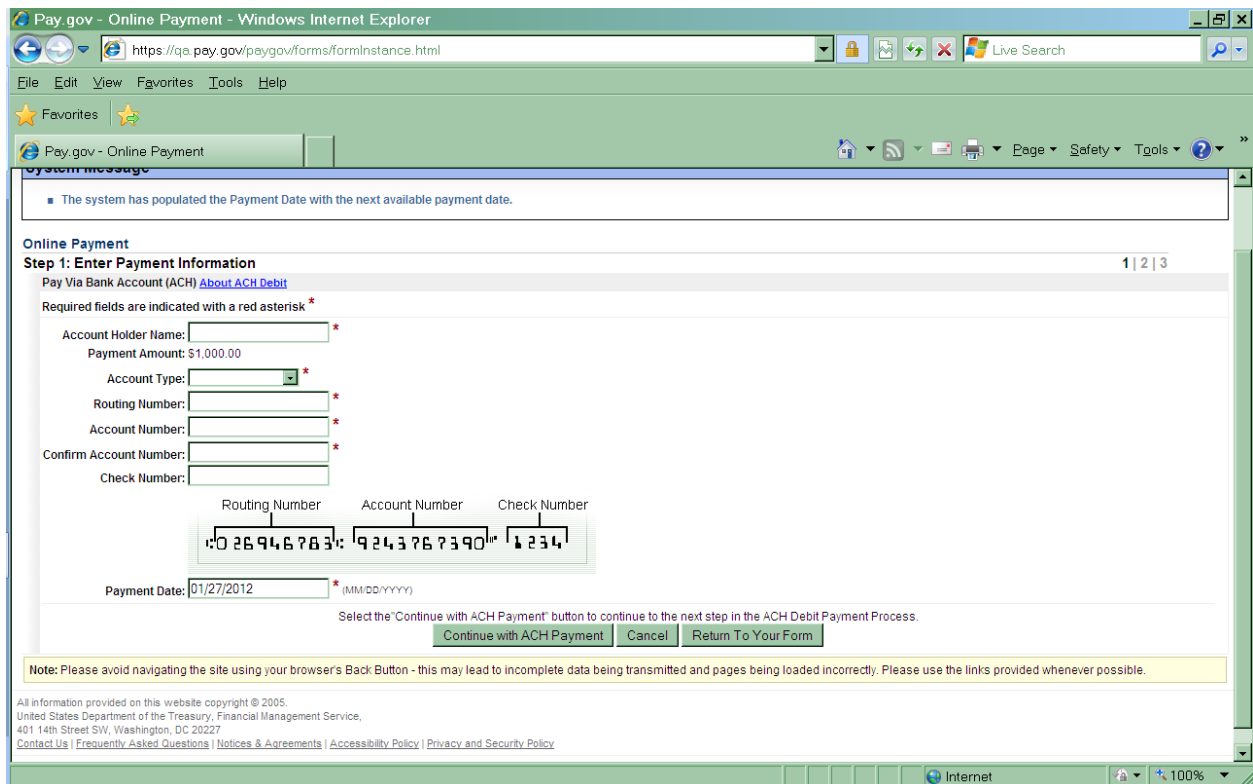 Pay.gov - Online Payment - Windows Internet Explorer
https://qa.pay.gov/paygov/forms/formInstance.html
Live Search
File Edit View Favorites Tools Help
Favorites
Pay.gov - Online Payment
Page Safety Tools
System Message
The system has populated the Payment Date with the next available payment date.
Online Payment
Step 1: Enter Payment Information 1 | 2 | 3
Pay Via Bank Account (ACH) About ACH Debit
Required fields are indicated with a red asterisk *
Account Holder Name: *
Payment Amount: $1,000.00
Account Type: *
Routing Number: *
Account Number: *
Confirm Account Number: *
Check Number:
Routing Number Account Number Check Number
⑆026946783⑆ 9243767390⑈ 1234
Payment Date: 01/27/2012 * (MM/DD/YYYY)
Select the"Continue with ACH Payment" button to continue to the next step in the ACH Debit Payment Process.
Continue with ACH Payment Cancel Return To Your Form
Note: Please avoid navigating the site using your browser's Back Button - this may lead to incomplete data being transmitted and pages being loaded incorrectly. Please use the links provided whenever possible.
All information provided on this website copyright © 2005.
United States Department of the Treasury, Financial Management Service,
401 14th Street SW, Washington, DC 20227
Contact Us | Frequently Asked Questions | Notices & Agreements | Accessibility Policy | Privacy and Security Policy
Internet 100%